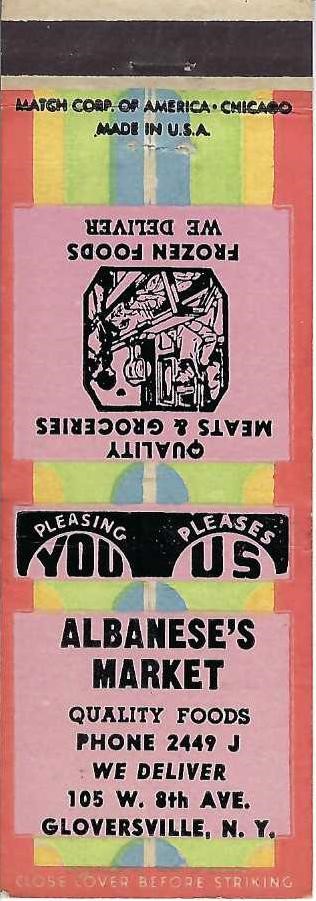 MATCH CORP. OF AMERICA · CHICAGO
MADE IN U.S.A.
QUALITY
MEATS & GROCERIES
FROZEN FOODS
WE DELIVER
PLEASING YOU PLEASES US
ALBANESE'S
MARKET
QUALITY FOODS
PHONE 2449 J
WE DELIVER
105 W. 8th AVE.
GLOVERSVILLE, N. Y.
CLOSE COVER BEFORE STRIKING